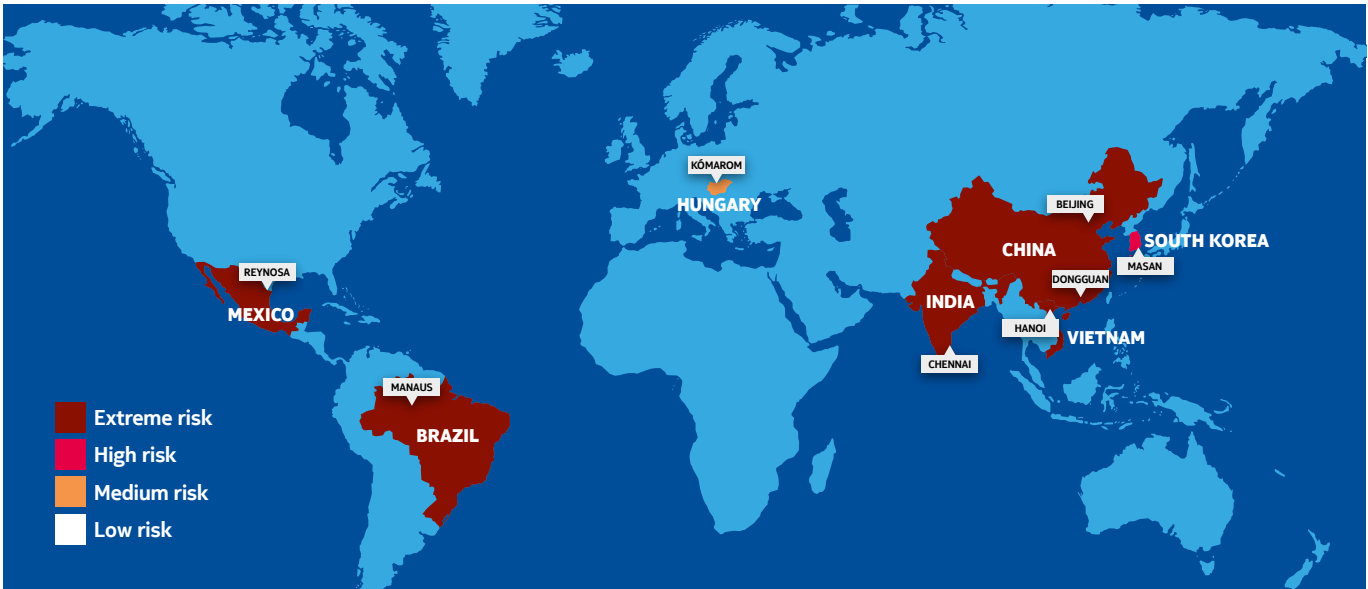 KÓMAROM
HUNGARY
BEIJING
SOUTH KOREA
CHINA
MASAN
REYNOSA
DONGGUAN
INDIA
MEXICO
HANOI
VIETNAM
CHENNAI
MANAUS
BRAZIL
Extreme risk
High risk
Medium risk
Low risk